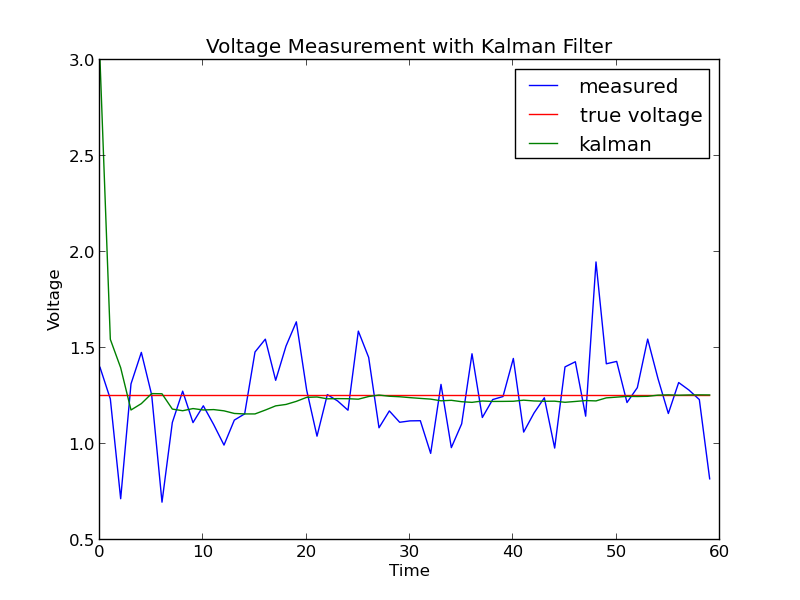 Voltage Measurement with Kalman Filter
3.0
2.5
2.0
1.5
1.0
0.5
Voltage
measured
true voltage
kalman
0 10 20 30 40 50 60
Time